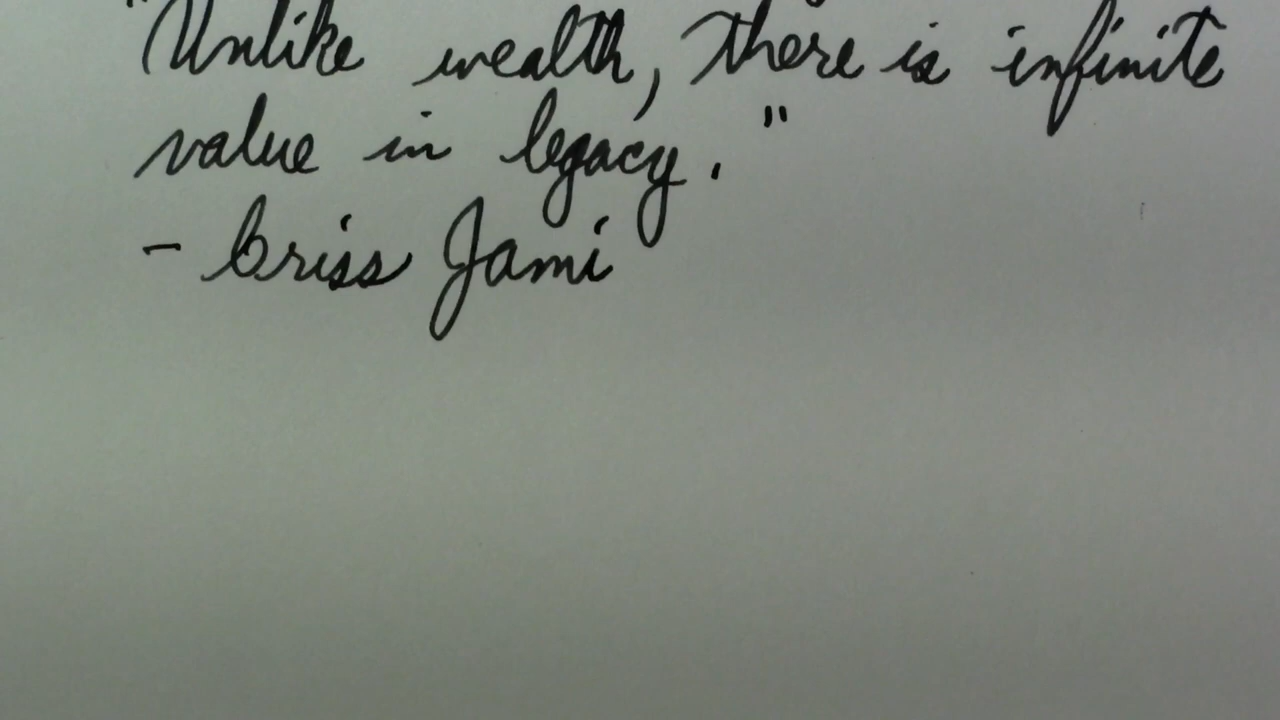 "Unlike wealth, there is infinite
value in legacy."
- Criss Jami